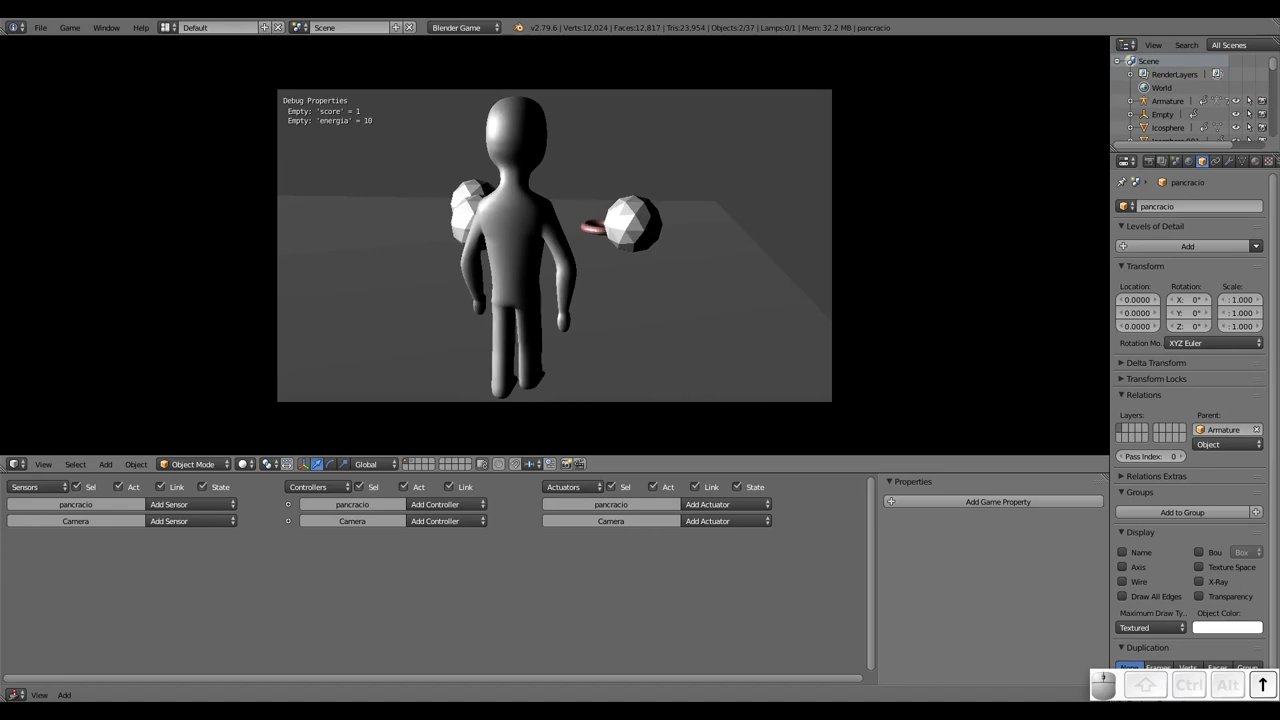 File Game Window Help Default Scene Blender Game v2.79.6 | Verts:12,024 | Faces:12,817 | Tris:23,954 | Objects:2/37 | Lamps:0/1 | Mem: 32.2 MB | pancracio
View Search All Scenes
Scene
RenderLayers
World
Armature
Empty
Icosphere
Debug Properties
Empty: 'score' = 1
Empty: 'energia' = 10
pancracio
pancracio
Levels of Detail
Add
Transform
Location: Rotation: Scale:
0.0000 X: 0° : 1.000
0.0000 Y: 0° : 1.000
0.0000 Z: 0° : 1.000
Rotation Mo.. XYZ Euler
Delta Transform
Transform Locks
Relations
Layers: Parent:
Armature
Object
Pass Index: 0
Relations Extras
Groups
Add to Group
Display
Name Bou Box
Axis Texture Space
Wire X-Ray
Draw All Edges Transparency
Maximum Draw Ty.. Object Color:
Textured
Duplication
None Frames Verts Faces Group
View Select Add Object Object Mode Global
Sensors Sel Act Link State Controllers Sel Act Link Actuators Sel Act Link State
pancracio Add Sensor pancracio Add Controller pancracio Add Actuator
Camera Add Sensor Camera Add Controller Camera Add Actuator
Properties
Add Game Property
View Add
Ctrl Alt ↑